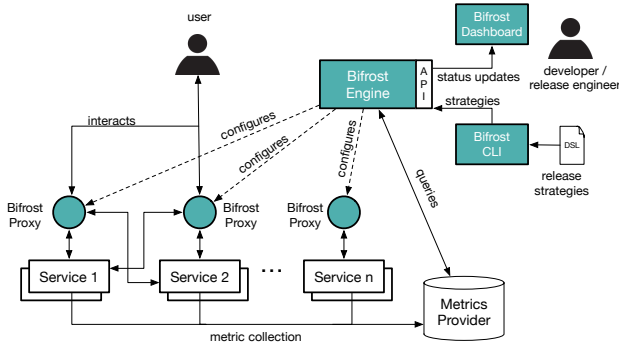 user
Bifrost
Dashboard
developer /
release engineer
Bifrost
Engine
A
P
I
status updates
strategies
interacts
configures
configures
configures
queries
Bifrost
CLI
DSL
release
strategies
Bifrost
Proxy
Bifrost
Proxy
Bifrost
Proxy
Service 1
Service 2
...
Service n
Metrics
Provider
metric collection